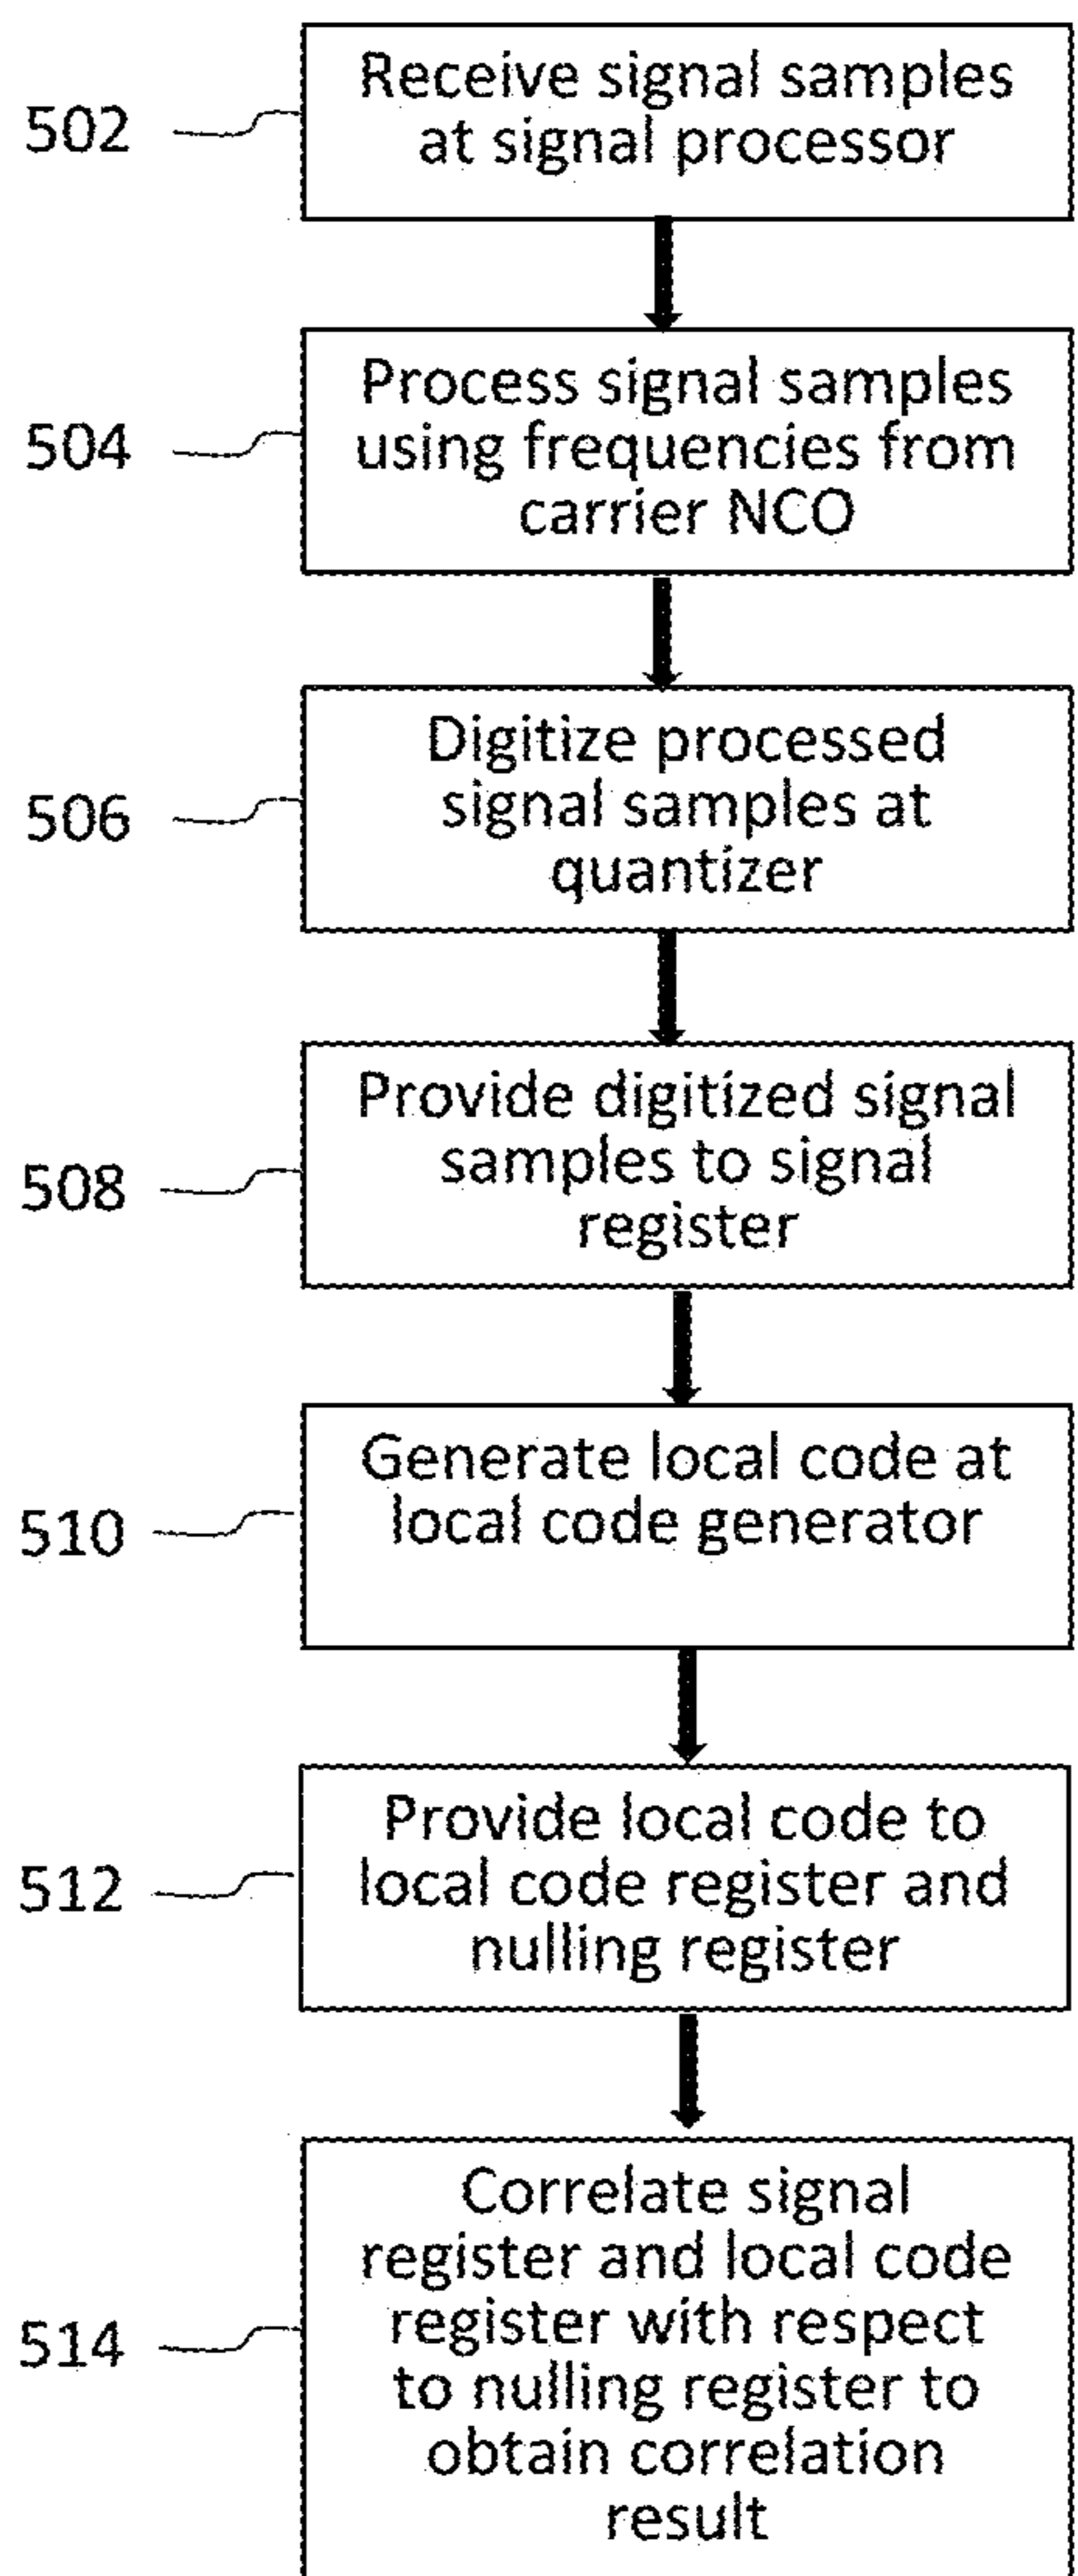 Receive signal samples
502
at signal processor
Process signal samples
504
using frequencies from
carrier NCO
Digitize processed
506
signal samples at
quantizer
Provide digitized signal
508
samples to signal
register
Generate local code at
510
local code generator
Provide local code to
512
local code register and
nulling register
Correlate signal
register and local code
514
register with respect
to nulling register to
obtain correlation
result